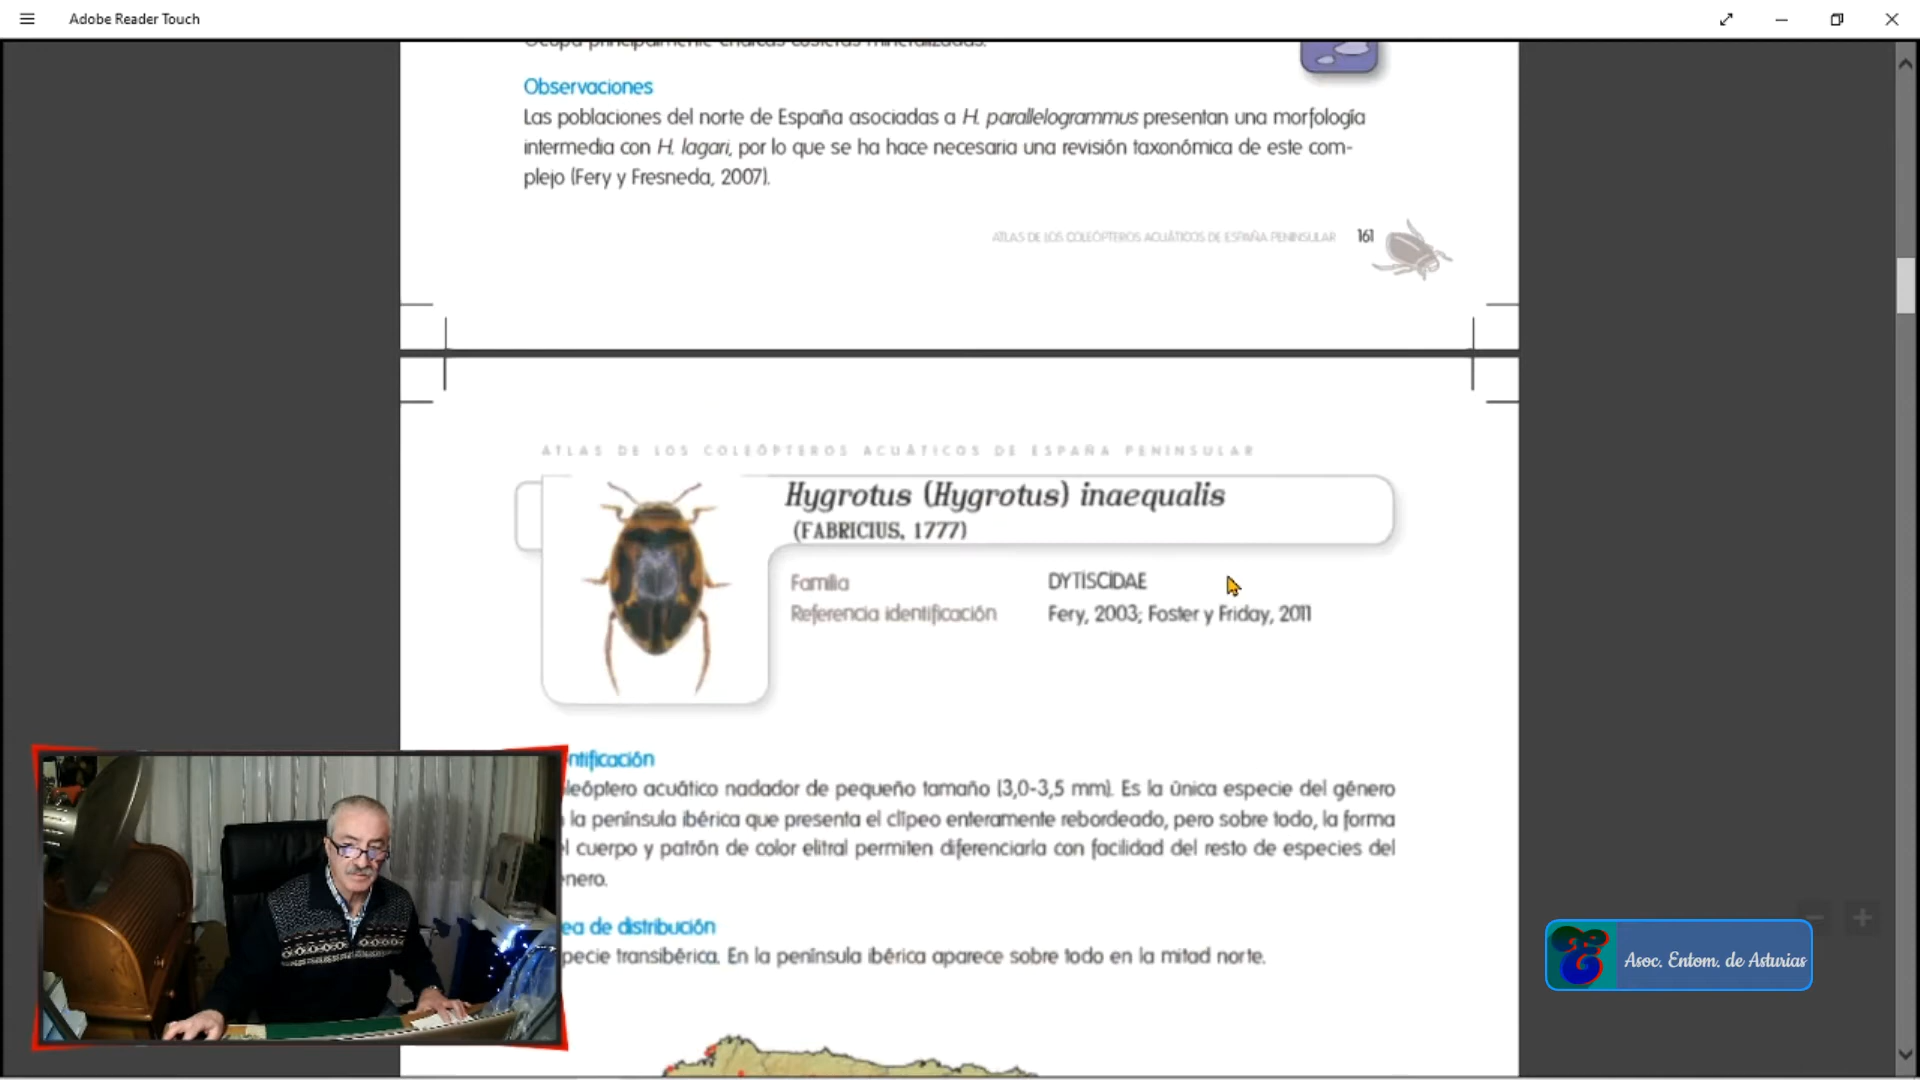 Adobe Reader Touch
Ocupa principalmente charcas costeras mineralizadas.
Observaciones
Las poblaciones del norte de España asociadas a H. parallelogrammus presentan una morfología
intermedia con H. lagari, por lo que se ha hace necesaria una revisión taxonómica de este com-
plejo (Fery y Fresneda, 2007).
ATLAS DE LOS COLEÓPTEROS ACUÁTICOS DE ESPAÑA PENINSULAR 161
ATLAS DE LOS COLEÓPTEROS ACUÁTICOS DE ESPAÑA PENINSULAR
Hygrotus (Hygrotus) inaequalis
(FABRICIUS, 1777)
Familia DYTISCIDAE
Referencia identificación Fery, 2003; Foster y Friday, 2011
ntificación
leóptero acuático nadador de pequeño tamaño (3,0-3,5 mm). Es la única especie del género
la península ibérica que presenta el clípeo enteramente rebordeado, pero sobre todo, la forma
l cuerpo y patrón de color elitral permiten diferenciarla con facilidad del resto de especies del
nero.
ea de distribución
pecie transibérica. En la península ibérica aparece sobre todo en la mitad norte.
Asoc. Entom. de Asturias